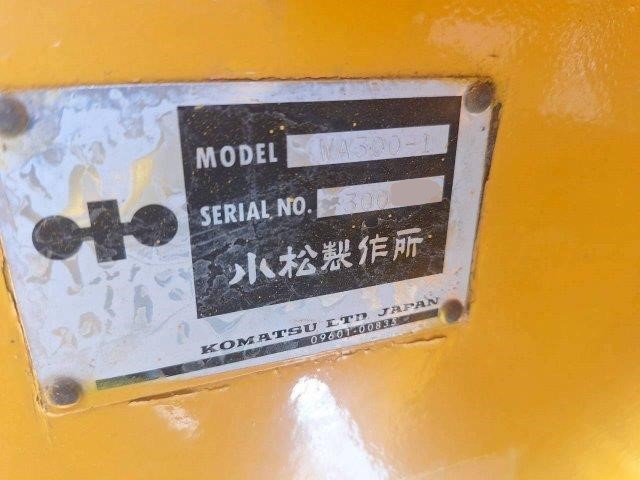 MODEL WA300-1
SERIAL NO. 300
小松製作所
KOMATSU LTD JAPAN
09601-00835